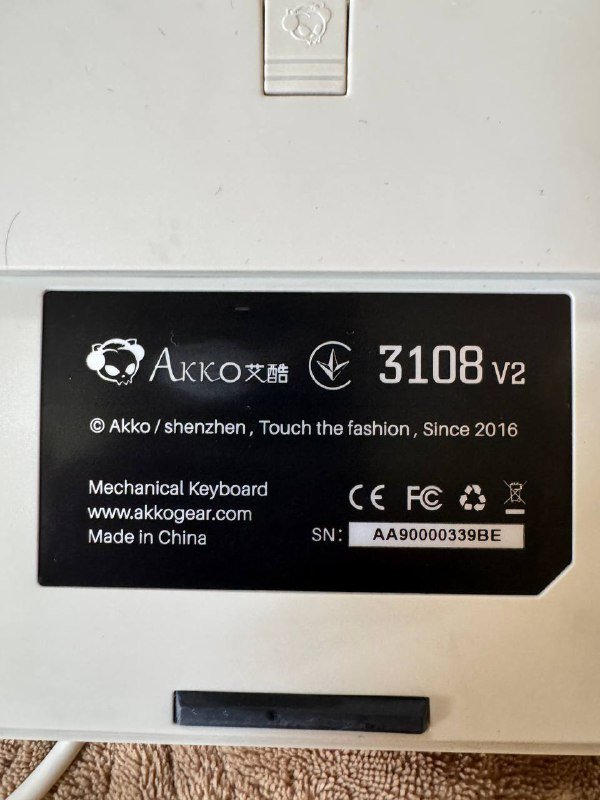 AKKO艾酷 3108 V2
© Akko / shenzhen , Touch the fashion , Since 2016
Mechanical Keyboard
www.akkogear.com
Made in China
CE FC
SN: AA90000339BE